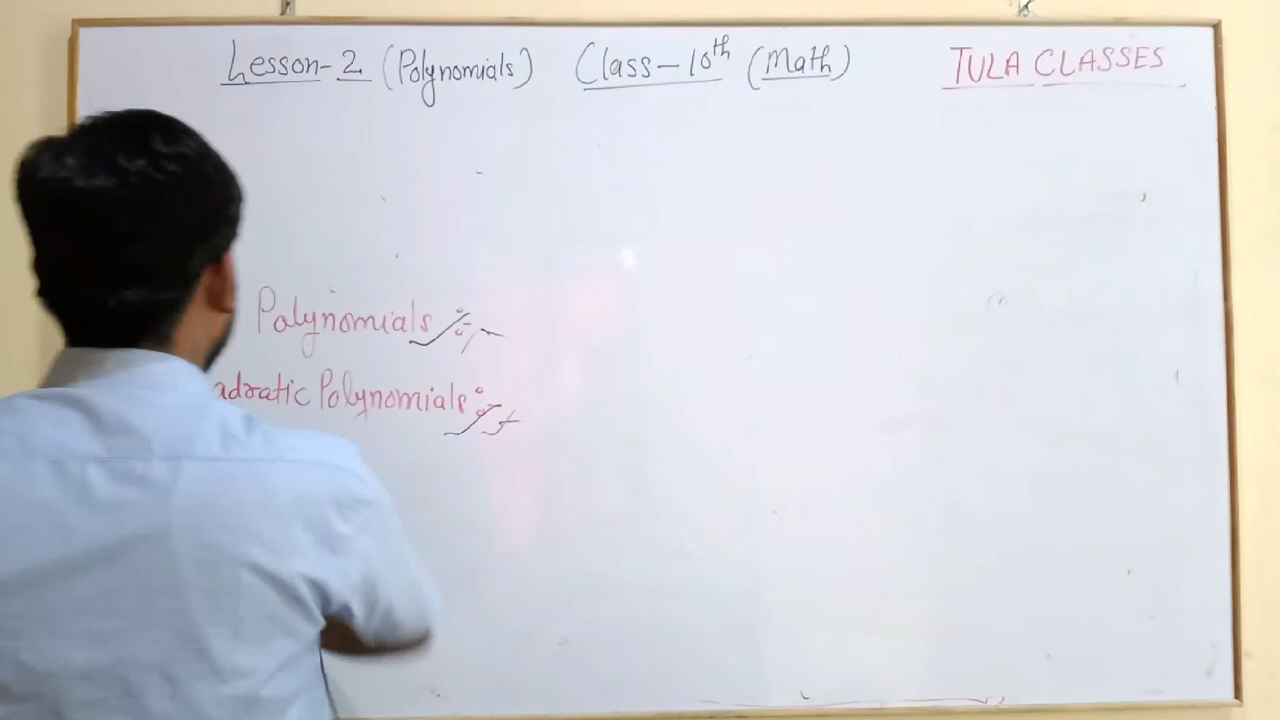 Lesson-2 (Polynomials) Class-10th (Math) TULA CLASSES
Polynomials :-
adratic Polynomials :-